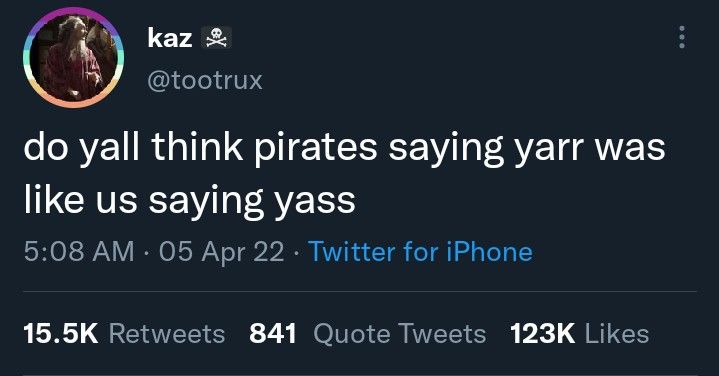 kaz ☠️
@tootrux
do yall think pirates saying yarr was
like us saying yass
5:08 AM · 05 Apr 22 · Twitter for iPhone
15.5K Retweets 841 Quote Tweets 123K Likes